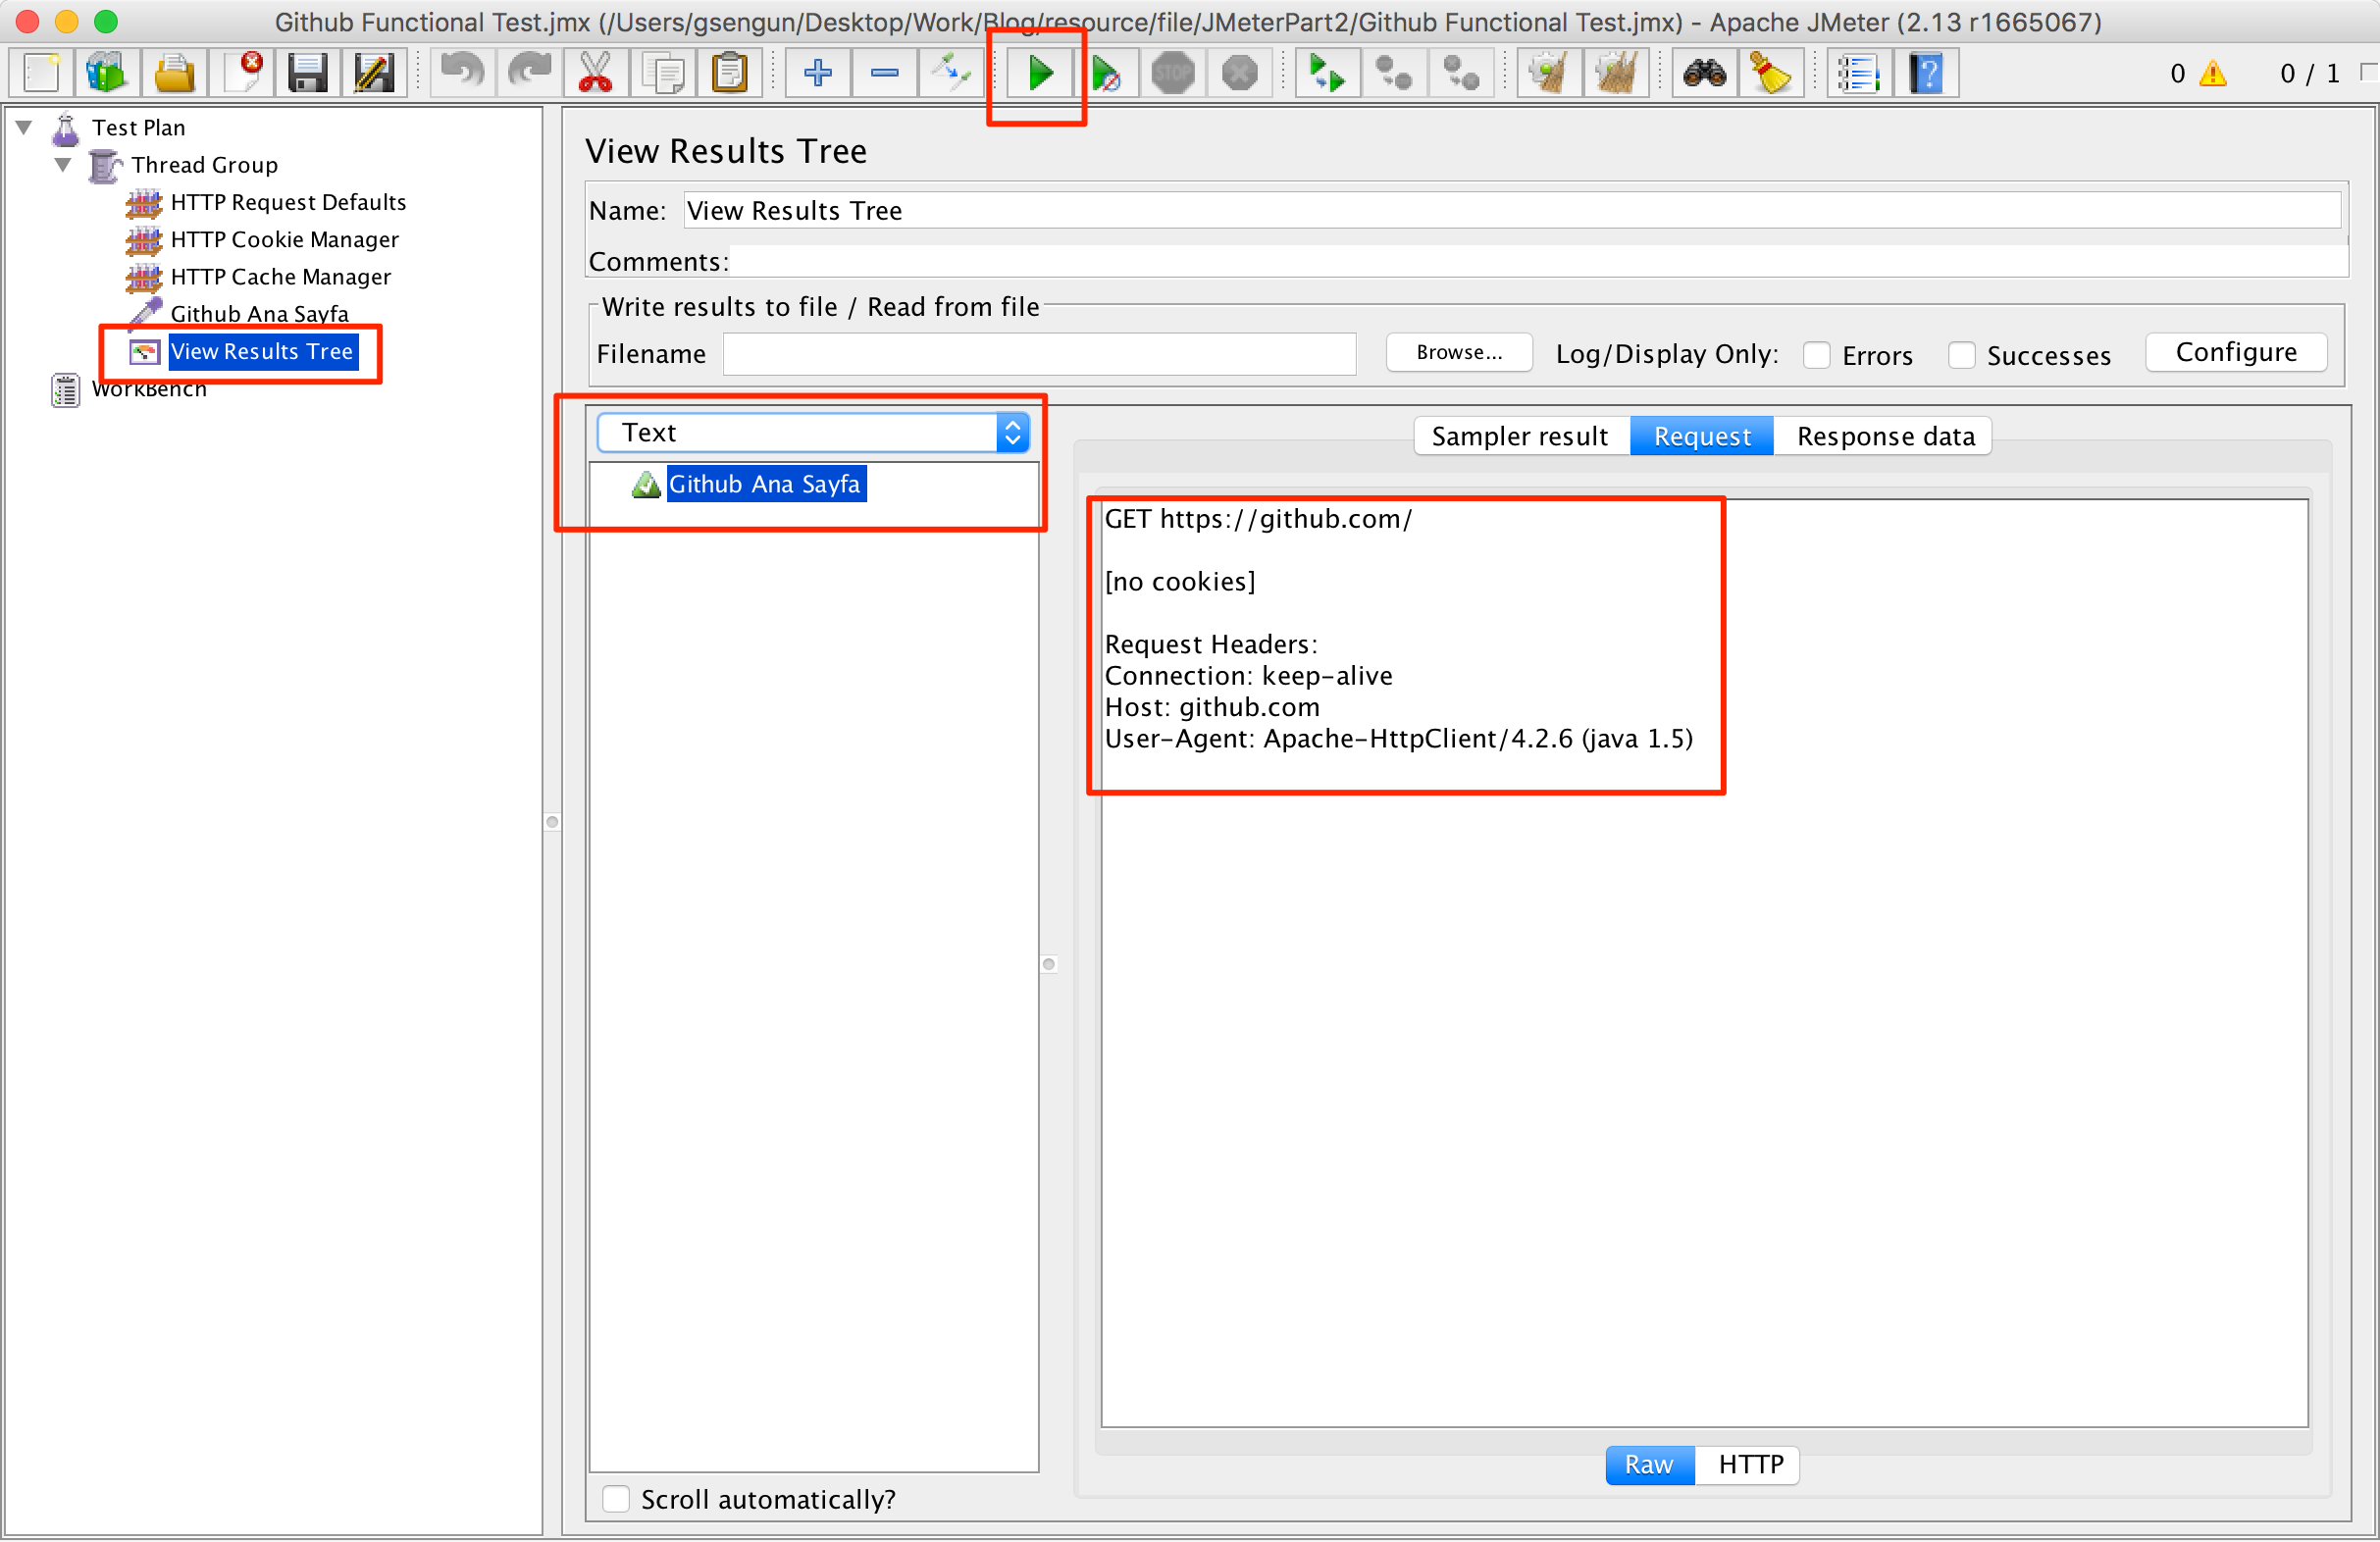 Github Functional Test.jmx (/Users/gsengun/Desktop/Work/Blog/resource/file/JMeterPart2/Github Functional Test.jmx) - Apache JMeter (2.13 r1665067)
STOP
0
0 / 1
Test Plan
Thread Group
HTTP Request Defaults
HTTP Cookie Manager
HTTP Cache Manager
Github Ana Sayfa
View Results Tree
WorkBench
View Results Tree
Name: View Results Tree
Comments:
Write results to file / Read from file
Filename Browse... Log/Display Only: Errors Successes Configure
Text
Github Ana Sayfa
Scroll automatically?
Sampler result Request Response data
GET https://github.com/
[no cookies]
Request Headers:
Connection: keep-alive
Host: github.com
User-Agent: Apache-HttpClient/4.2.6 (java 1.5)
Raw HTTP